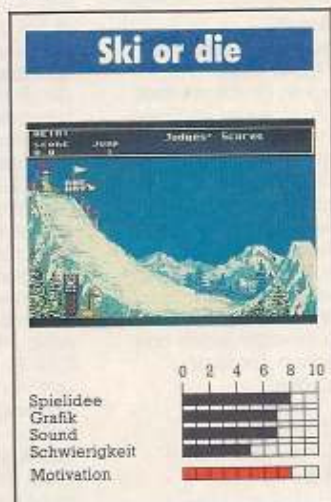 Ski or die
Judges' Scores
SCORE JUMP
0 2 4 6 8 10
Spielidee
Grafik
Sound
Schwierigkeit
Motivation